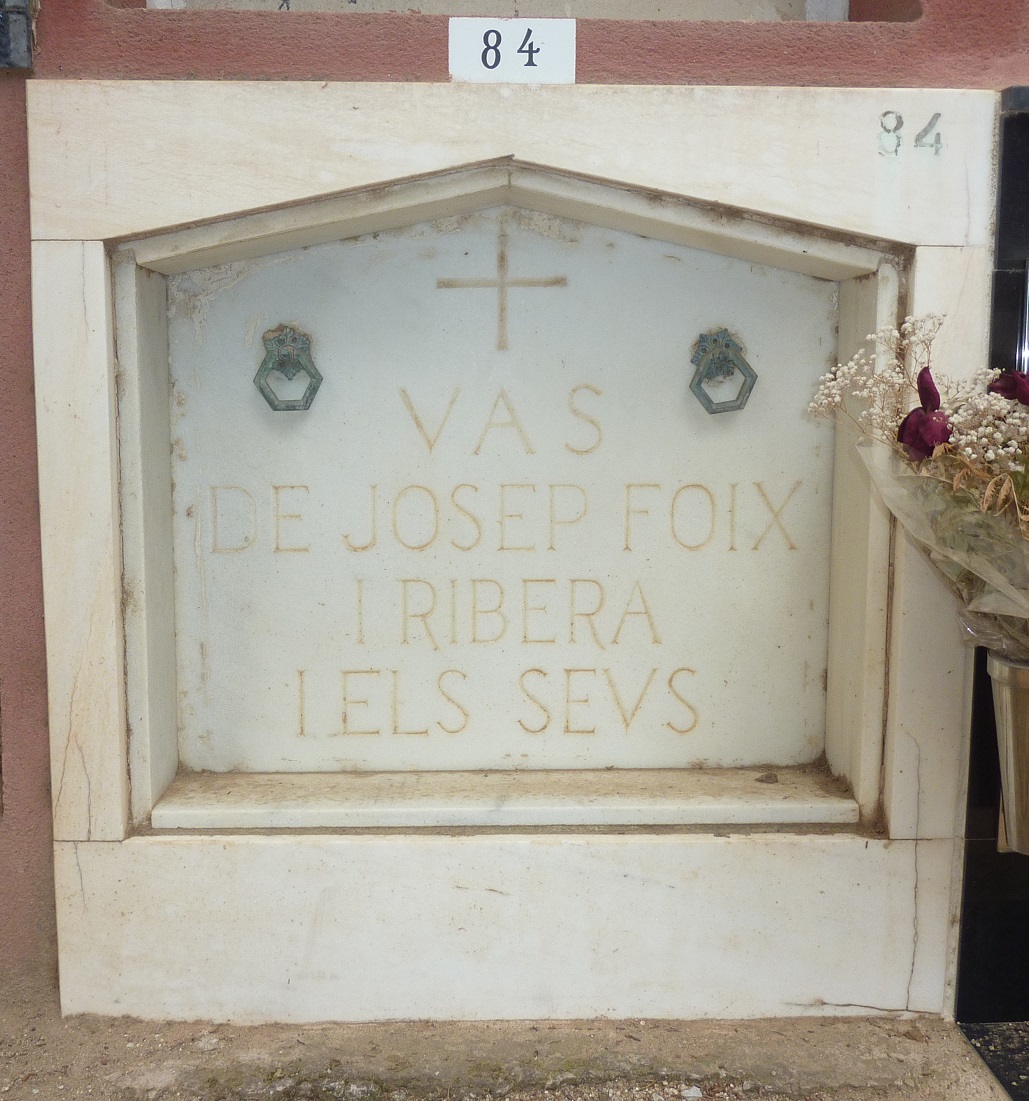 84
84
VAS
DE JOSEP FOIX
I RIBERA
I ELS SEVS